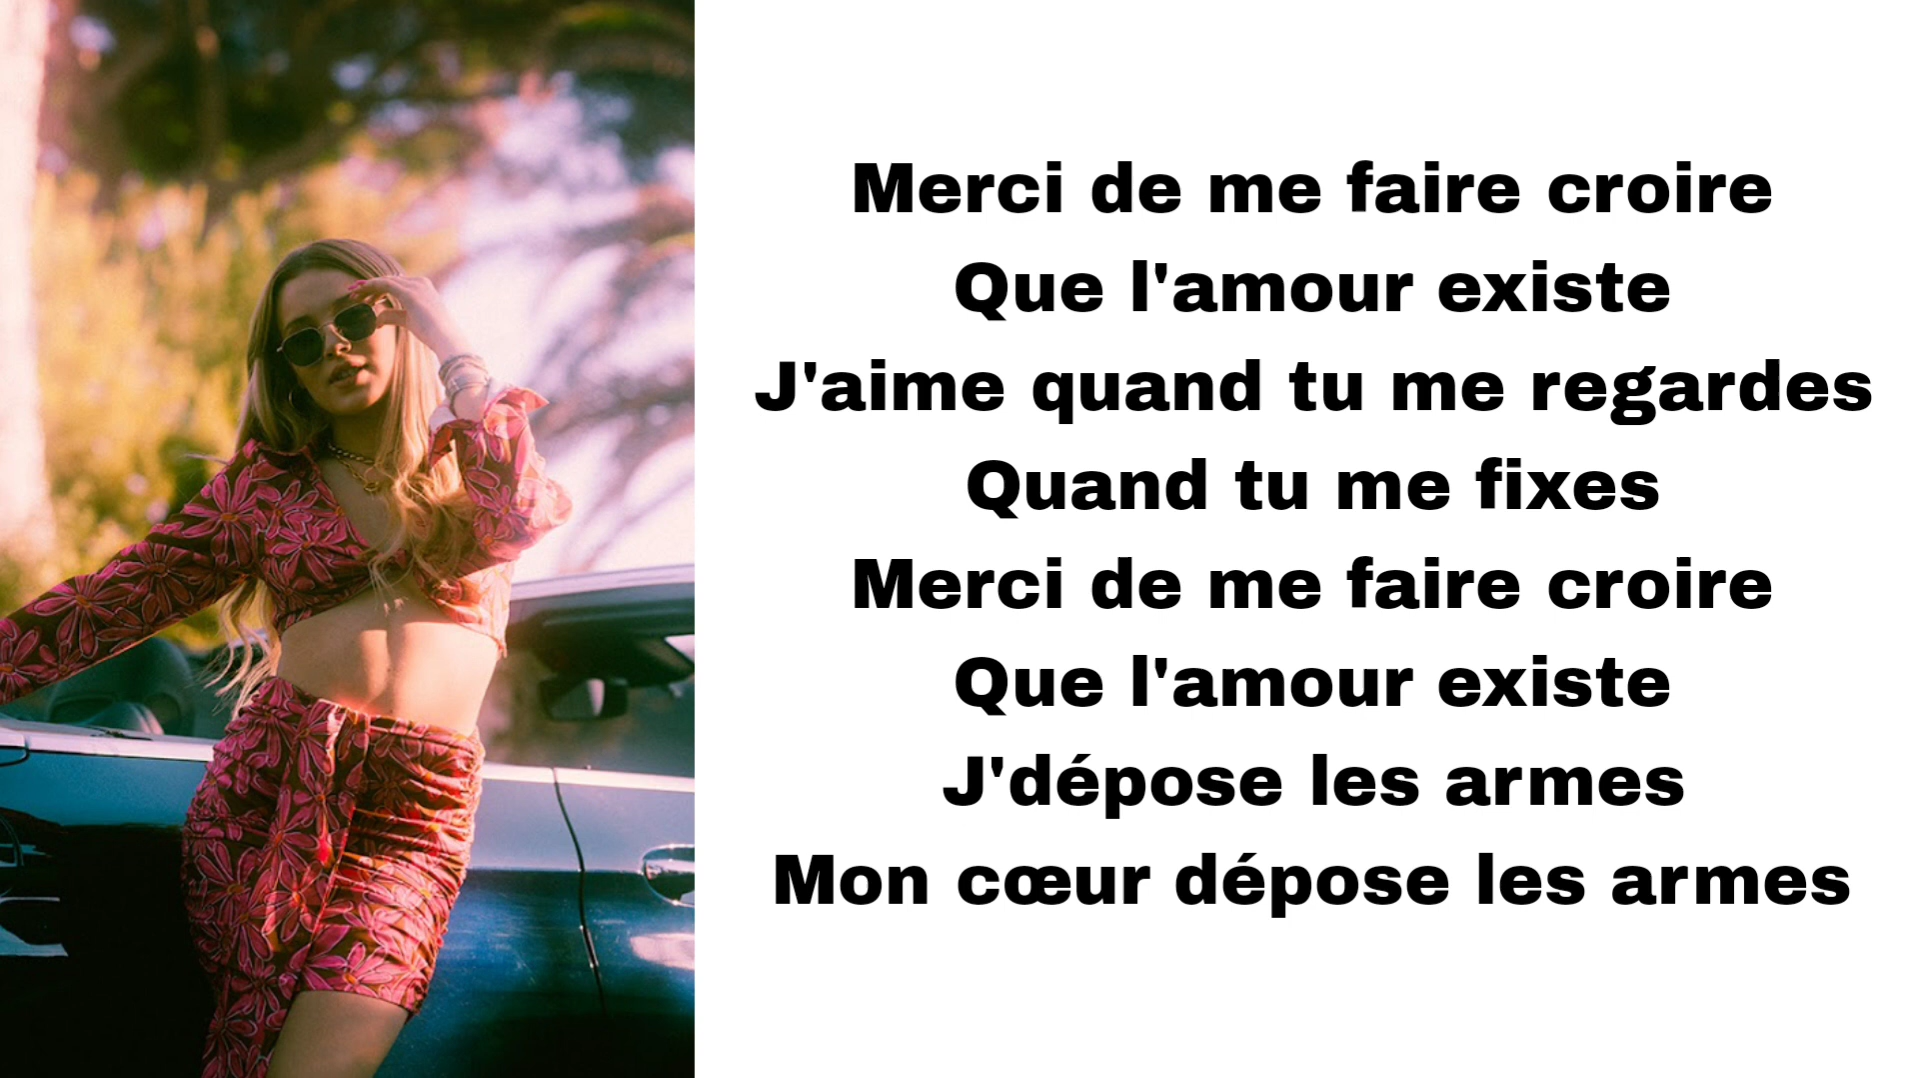 Merci de me faire croire
Que l'amour existe
J'aime quand tu me regardes
Quand tu me fixes
Merci de me faire croire
Que l'amour existe
J'dépose les armes
Mon cœur dépose les armes